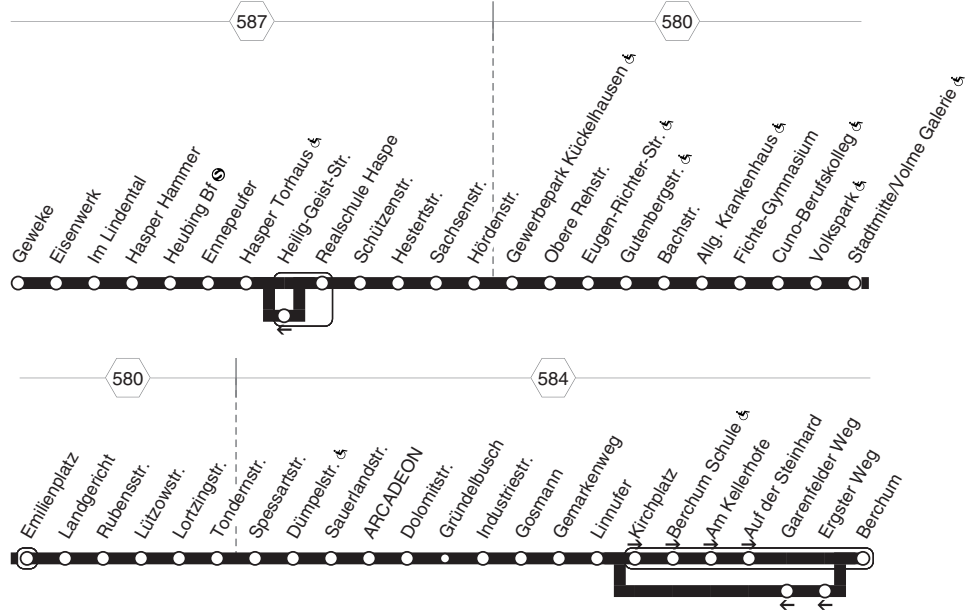 587
580
Geweke
Eisenwerk
Im Lindental
Hasper Hammer
Heubing Bf S
Ennepeufer
Hasper Torhaus
Heilig-Geist-Str.
Realschule Haspe
Schützenstr.
Hestertstr.
Sachsenstr.
Hördenstr.
Gewerbepark Kückelhausen
Obere Rehstr.
Eugen-Richter-Str.
Gutenbergstr.
Bachstr.
Allg. Krankenhaus
Fichte-Gymnasium
Cuno-Berufskolleg
Volkspark
Stadtmitte/Volme Galerie
580
584
Emilienplatz
Landgericht
Rubensstr.
Lützowstr.
Lortzingstr.
Tondernstr.
Spessartstr.
Dümpelstr.
Sauerlandstr.
ARCADEON
Dolomitstr.
Gründelbusch
Industriestr.
Gosmann
Gemarkenweg
Linnufer
Kirchplatz
Berchum Schule
Am Kellerhofe
Auf der Steinhard
Garenfelder Weg
Ergster Weg
Berchum